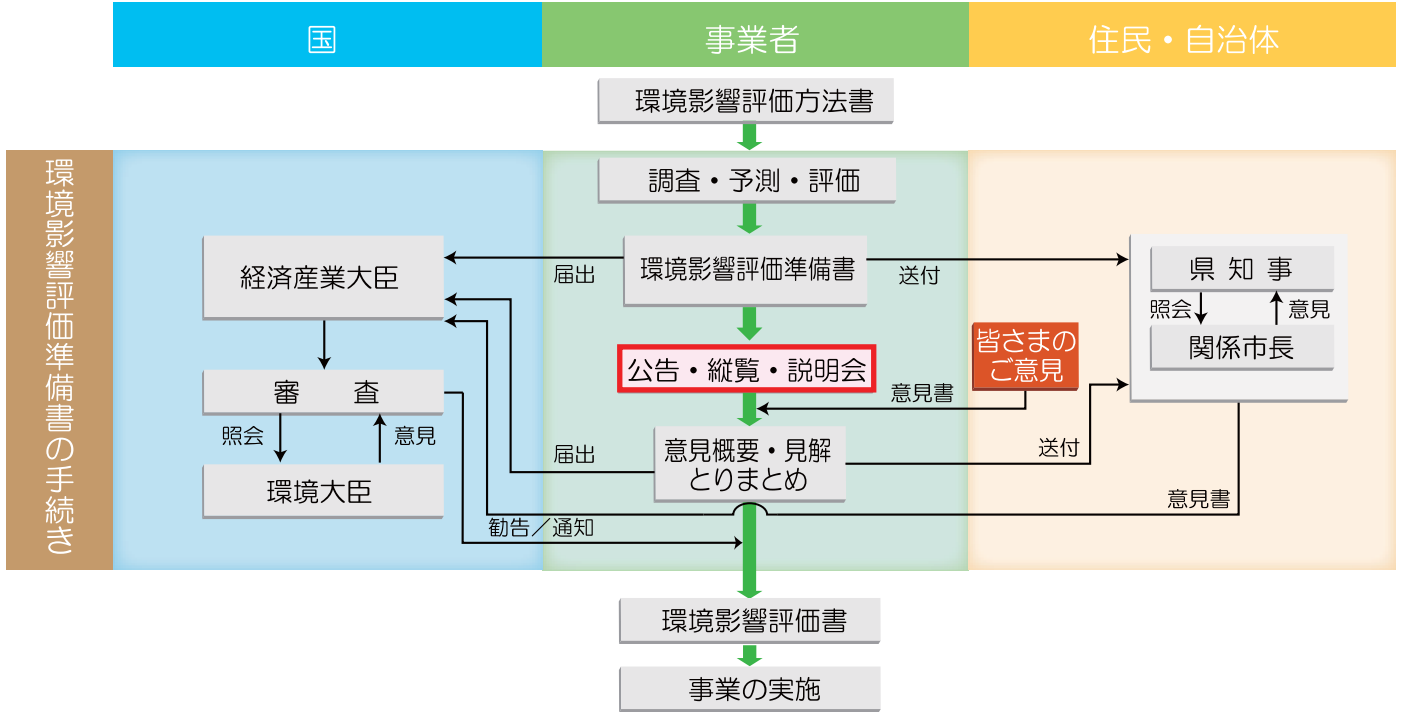 国
事業者
住民・自治体
環境影響評価方法書
環境影響評価準備書の手続き
調査・予測・評価
経済産業大臣
届出
環境影響評価準備書
送付
県知事
照会
意見
関係市長
皆さまの
ご意見
公告・縦覧・説明会
意見書
審査
照会
意見
環境大臣
届出
意見概要・見解
とりまとめ
送付
意見書
勧告／通知
環境影響評価書
事業の実施